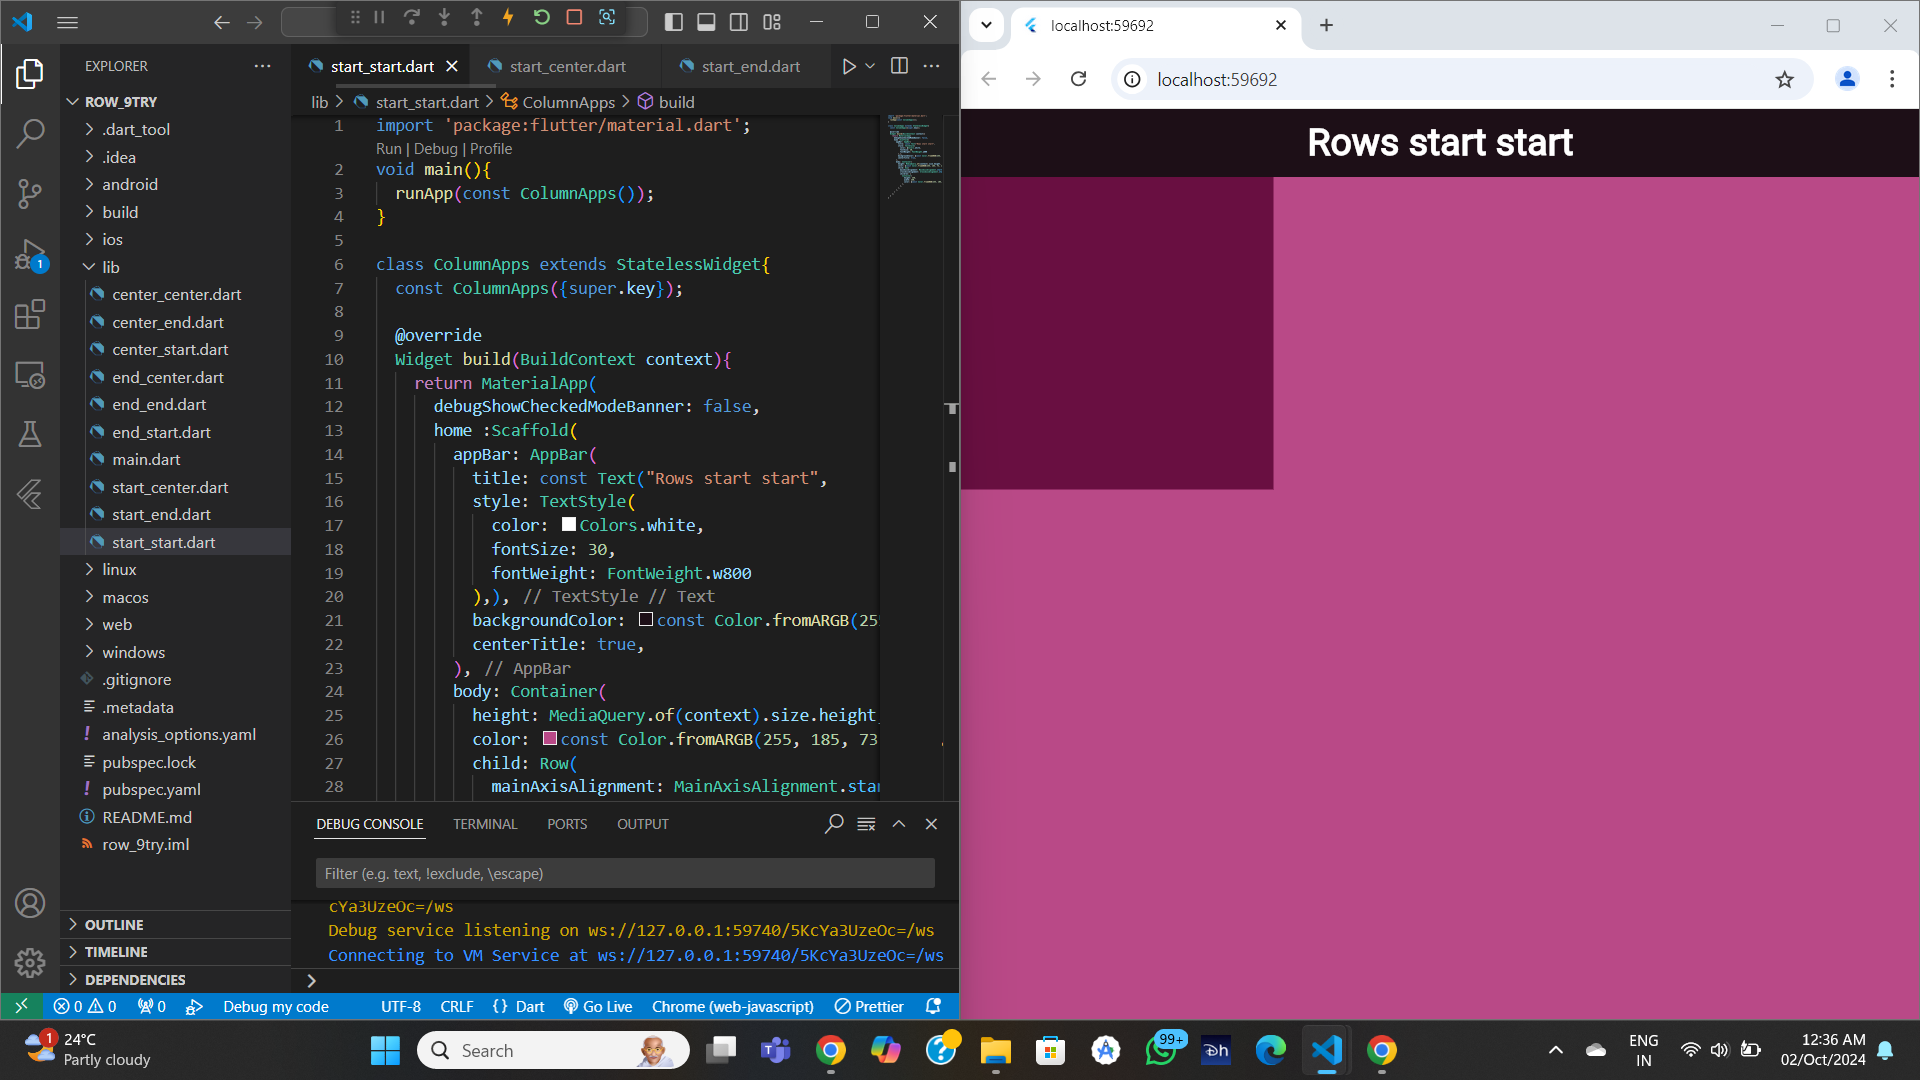 EXPLORER
ROW_9TRY
.dart_tool
.idea
android
build
ios
lib
center_center.dart
center_end.dart
center_start.dart
end_center.dart
end_end.dart
end_start.dart
main.dart
start_center.dart
start_end.dart
start_start.dart
linux
macos
web
windows
.gitignore
.metadata
analysis_options.yaml
pubspec.lock
pubspec.yaml
README.md
row_9try.iml
OUTLINE
TIMELINE
DEPENDENCIES
1
start_start.dart
start_center.dart
start_end.dart
lib > start_start.dart > ColumnApps > build
1 import 'package:flutter/material.dart';
Run | Debug | Profile
2 void main(){
3 runApp(const ColumnApps());
4 }
5
6 class ColumnApps extends StatelessWidget{
7 const ColumnApps({super.key});
8
9 @override
10 Widget build(BuildContext context){
11 return MaterialApp(
12 debugShowCheckedModeBanner: false,
13 home :Scaffold(
14 appBar: AppBar(
15 title: const Text("Rows start start",
16 style: TextStyle(
17 color: Colors.white,
18 fontSize: 30,
19 fontWeight: FontWeight.w800
20 ),), // TextStyle // Text
21 backgroundColor: const Color.fromARGB(255
22 centerTitle: true,
23 ), // AppBar
24 body: Container(
25 height: MediaQuery.of(context).size.height,
26 color: const Color.fromARGB(255, 185, 73
27 child: Row(
28 mainAxisAlignment: MainAxisAlignment.star
DEBUG CONSOLE TERMINAL PORTS OUTPUT
Filter (e.g. text, !exclude, \escape)
cYa3UzeOc=/ws
Debug service listening on ws://127.0.0.1:59740/5KcYa3UzeOc=/ws
Connecting to VM Service at ws://127.0.0.1:59740/5KcYa3UzeOc=/ws
0 0 0 Debug my code UTF-8 CRLF {} Dart Go Live Chrome (web-javascript) Prettier
localhost:59692
localhost:59692
Rows start start
1
24°C
Partly cloudy
Search
99+
ENG
IN
12:36 AM
02/Oct/2024